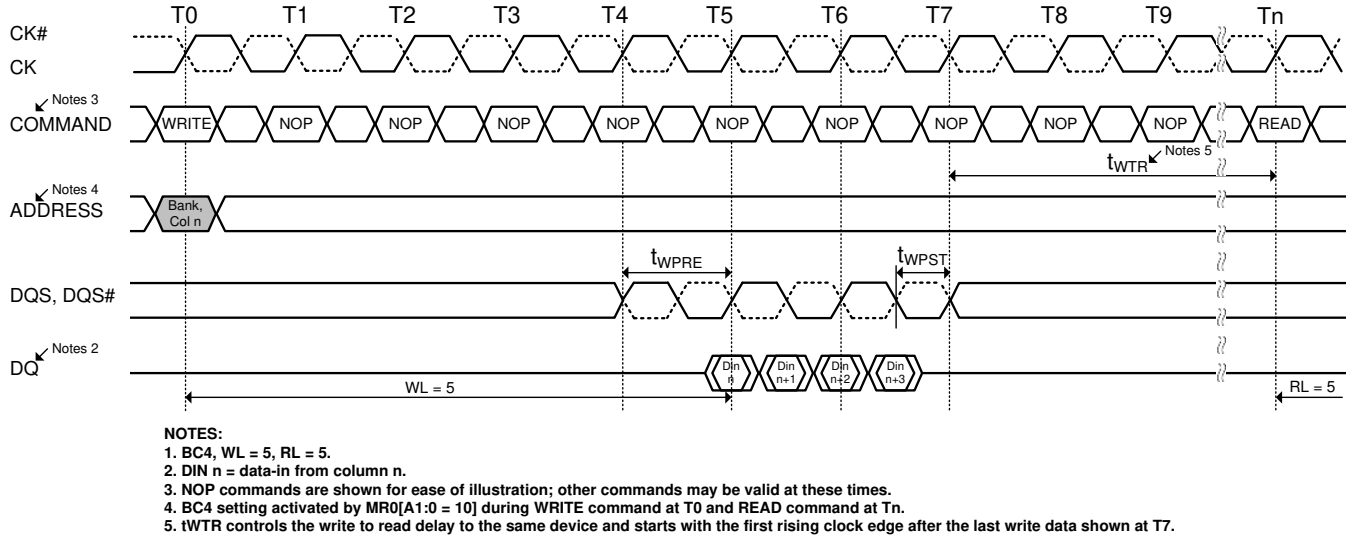 T0 T1 T2 T3 T4 T5 T6 T7 T8 T9 Tn
CK#
CK
Notes 3
COMMAND WRITE NOP NOP NOP NOP NOP NOP NOP NOP NOP READ
tWTR Notes 5
Notes 4
ADDRESS Bank,
Col n
tWPRE tWPST
DQS, DQS#
Notes 2
DQ
Din Din Din Din
n n+1 n+2 n+3
WL = 5 RL = 5
NOTES:
1. BC4, WL = 5, RL = 5.
2. DIN n = data-in from column n.
3. NOP commands are shown for ease of illustration; other commands may be valid at these times.
4. BC4 setting activated by MR0[A1:0 = 10] during WRITE command at T0 and READ command at Tn.
5. tWTR controls the write to read delay to the same device and starts with the first rising clock edge after the last write data shown at T7.